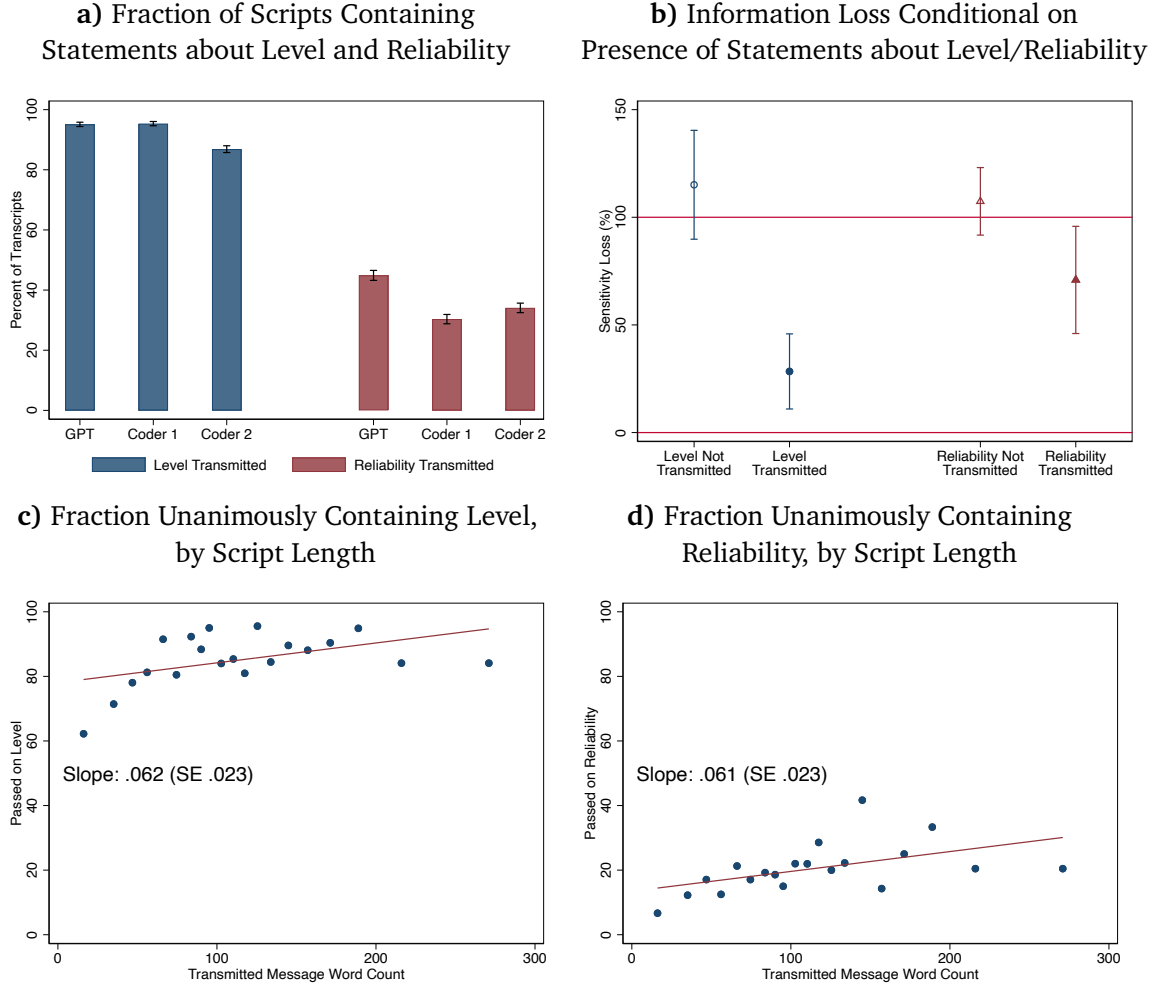 a) Fraction of Scripts Containing
Statements about Level and Reliability
Percent of Transcripts
100
80
60
40
20
0
GPT
Coder 1
Coder 2
GPT
Coder 1
Coder 2
Level Transmitted
Reliability Transmitted
b) Information Loss Conditional on
Presence of Statements about Level/Reliability
Sensitivity Loss (%)
150
100
50
0
Level Not
Transmitted
Level
Transmitted
Reliability Not
Transmitted
Reliability
Transmitted
c) Fraction Unanimously Containing Level,
by Script Length
Passed on Level
100
80
60
40
20
0
Slope: .062 (SE .023)
0
100
200
300
Transmitted Message Word Count
d) Fraction Unanimously Containing
Reliability, by Script Length
Passed on Reliability
100
80
60
40
20
0
Slope: .061 (SE .023)
0
100
200
300
Transmitted Message Word Count